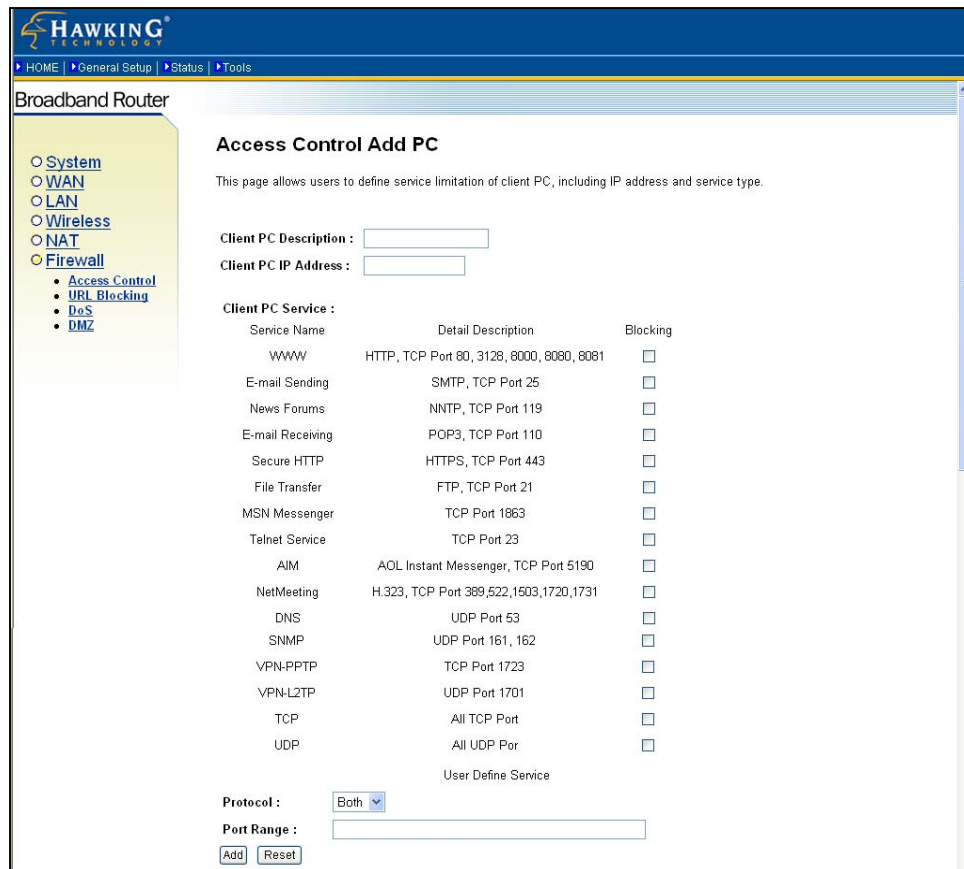 HAWKING®
TECHNOLOGY
HOME | General Setup | Status | Tools
Broadband Router
System
WAN
LAN
Wireless
NAT
Firewall
Access Control
URL Blocking
DoS
DMZ
Access Control Add PC
This page allows users to define service limitation of client PC, including IP address and service type.
Client PC Description :
Client PC IP Address :
Client PC Service :
Service Name Detail Description Blocking
WWW HTTP, TCP Port 80, 3128, 8000, 8080, 8081
E-mail Sending SMTP, TCP Port 25
News Forums NNTP, TCP Port 119
E-mail Receiving POP3, TCP Port 110
Secure HTTP HTTPS, TCP Port 443
File Transfer FTP, TCP Port 21
MSN Messenger TCP Port 1863
Telnet Service TCP Port 23
AIM AOL Instant Messenger, TCP Port 5190
NetMeeting H.323, TCP Port 389,522,1503,1720,1731
DNS UDP Port 53
SNMP UDP Port 161, 162
VPN-PPTP TCP Port 1723
VPN-L2TP UDP Port 1701
TCP All TCP Port
UDP All UDP Por
User Define Service
Protocol : Both
Port Range :
Add Reset